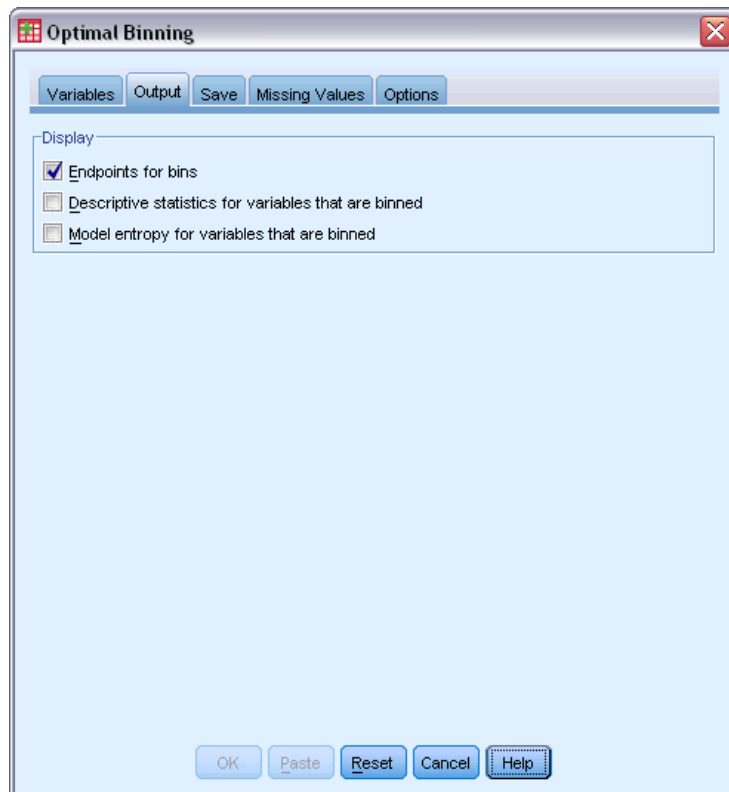 Optimal Binning
Variables Output Save Missing Values Options
Display
Endpoints for bins
Descriptive statistics for variables that are binned
Model entropy for variables that are binned
OK Paste Reset Cancel Help